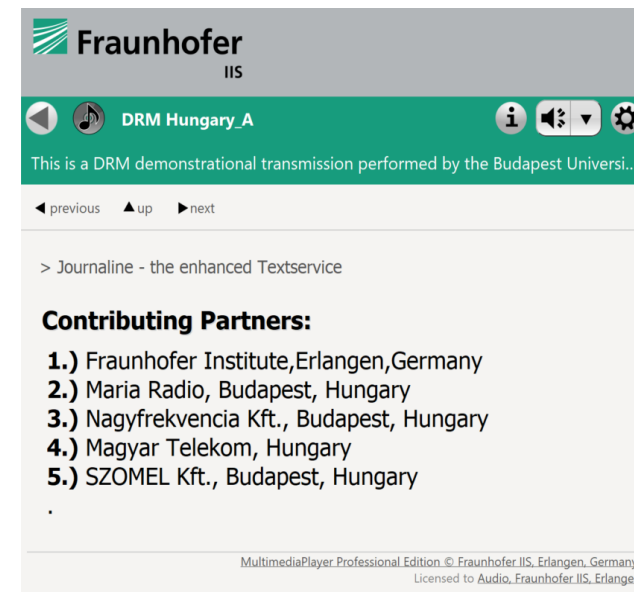 Fraunhofer
IIS
DRM Hungary_A
This is a DRM demonstrational transmission performed by the Budapest Universi...
previous up next
> Journaline - the enhanced Textservice
Contributing Partners:
1.) Fraunhofer Institute,Erlangen,Germany
2.) Maria Radio, Budapest, Hungary
3.) Nagyfrekvencia Kft., Budapest, Hungary
4.) Magyar Telekom, Hungary
5.) SZOMEL Kft., Budapest, Hungary
.
MultimediaPlayer Professional Edition © Fraunhofer IIS, Erlangen, Germany
Licensed to Audio, Fraunhofer IIS, Erlange